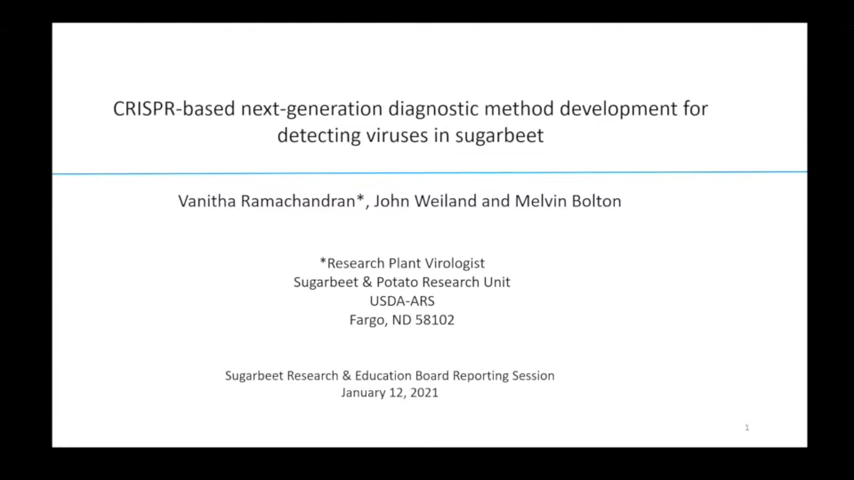 CRISPR-based next-generation diagnostic method development for
detecting viruses in sugarbeet
Vanitha Ramachandran*, John Weiland and Melvin Bolton
*Research Plant Virologist
Sugarbeet & Potato Research Unit
USDA-ARS
Fargo, ND 58102
Sugarbeet Research & Education Board Reporting Session
January 12, 2021
1